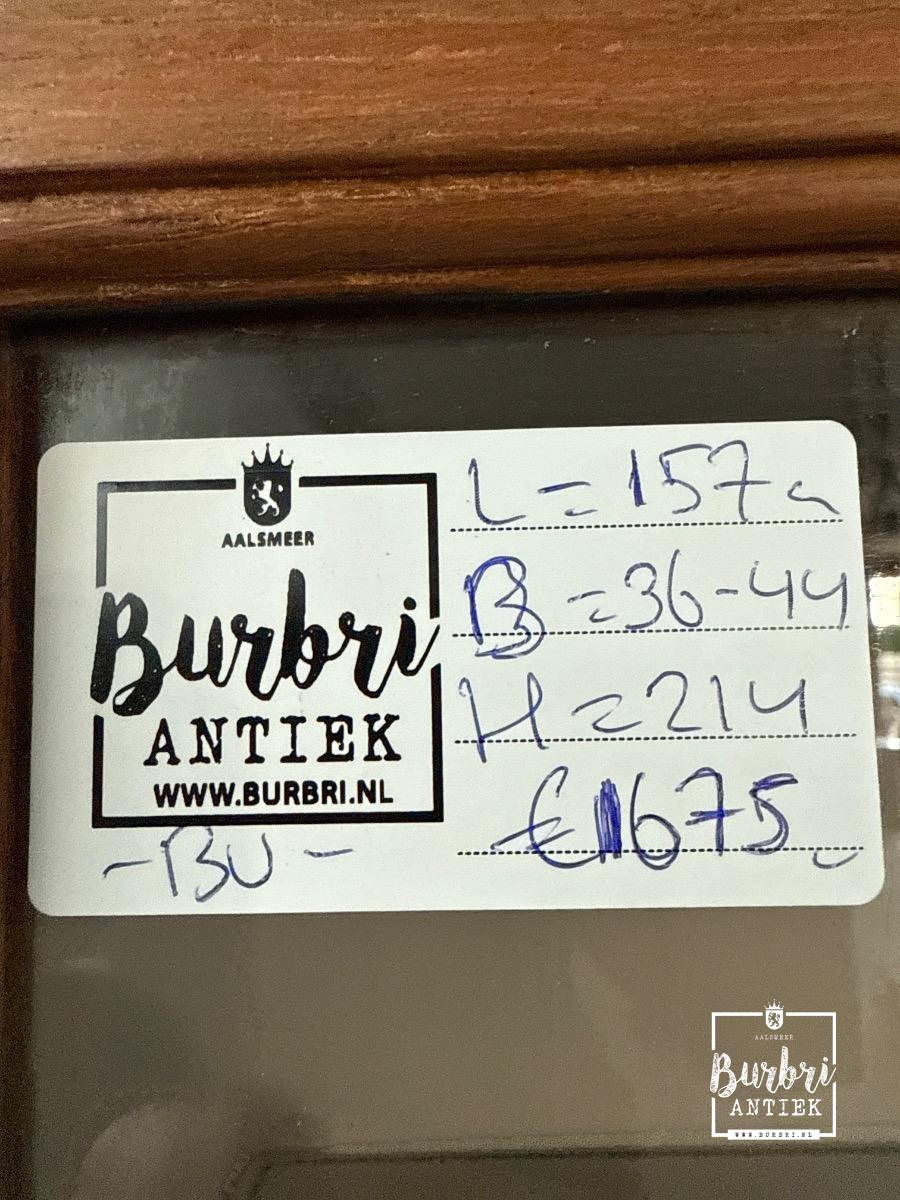 AALSMEER
Burbri
ANTIEK
WWW.BURBRI.NL
-BU-
L=157
B=36-44
H=214
€1675
AALSMEER
Burbri
ANTIEK
WWW.BURBRI.NL